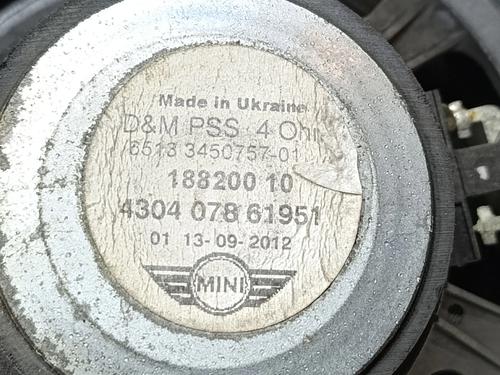 Made in Ukraine
D&M PSS 4 Ohm
6513 3450757-01
188200 10
4304 078 61951
01 13-09-2012
MINI